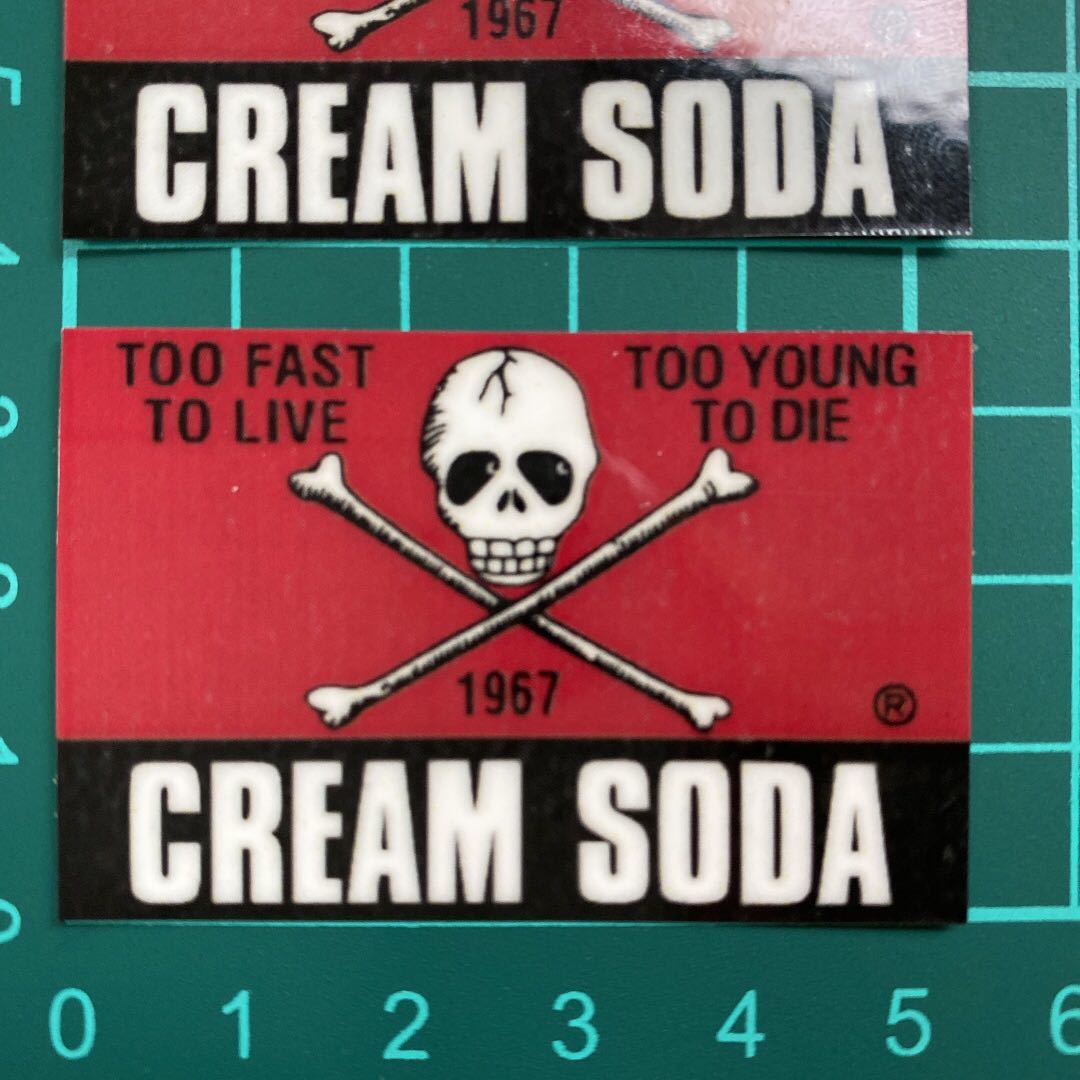 1967
®
CREAM SODA
TOO FAST
TO LIVE
TOO YOUNG
TO DIE
1967
®
CREAM SODA
0 1 2 3 4 5 6